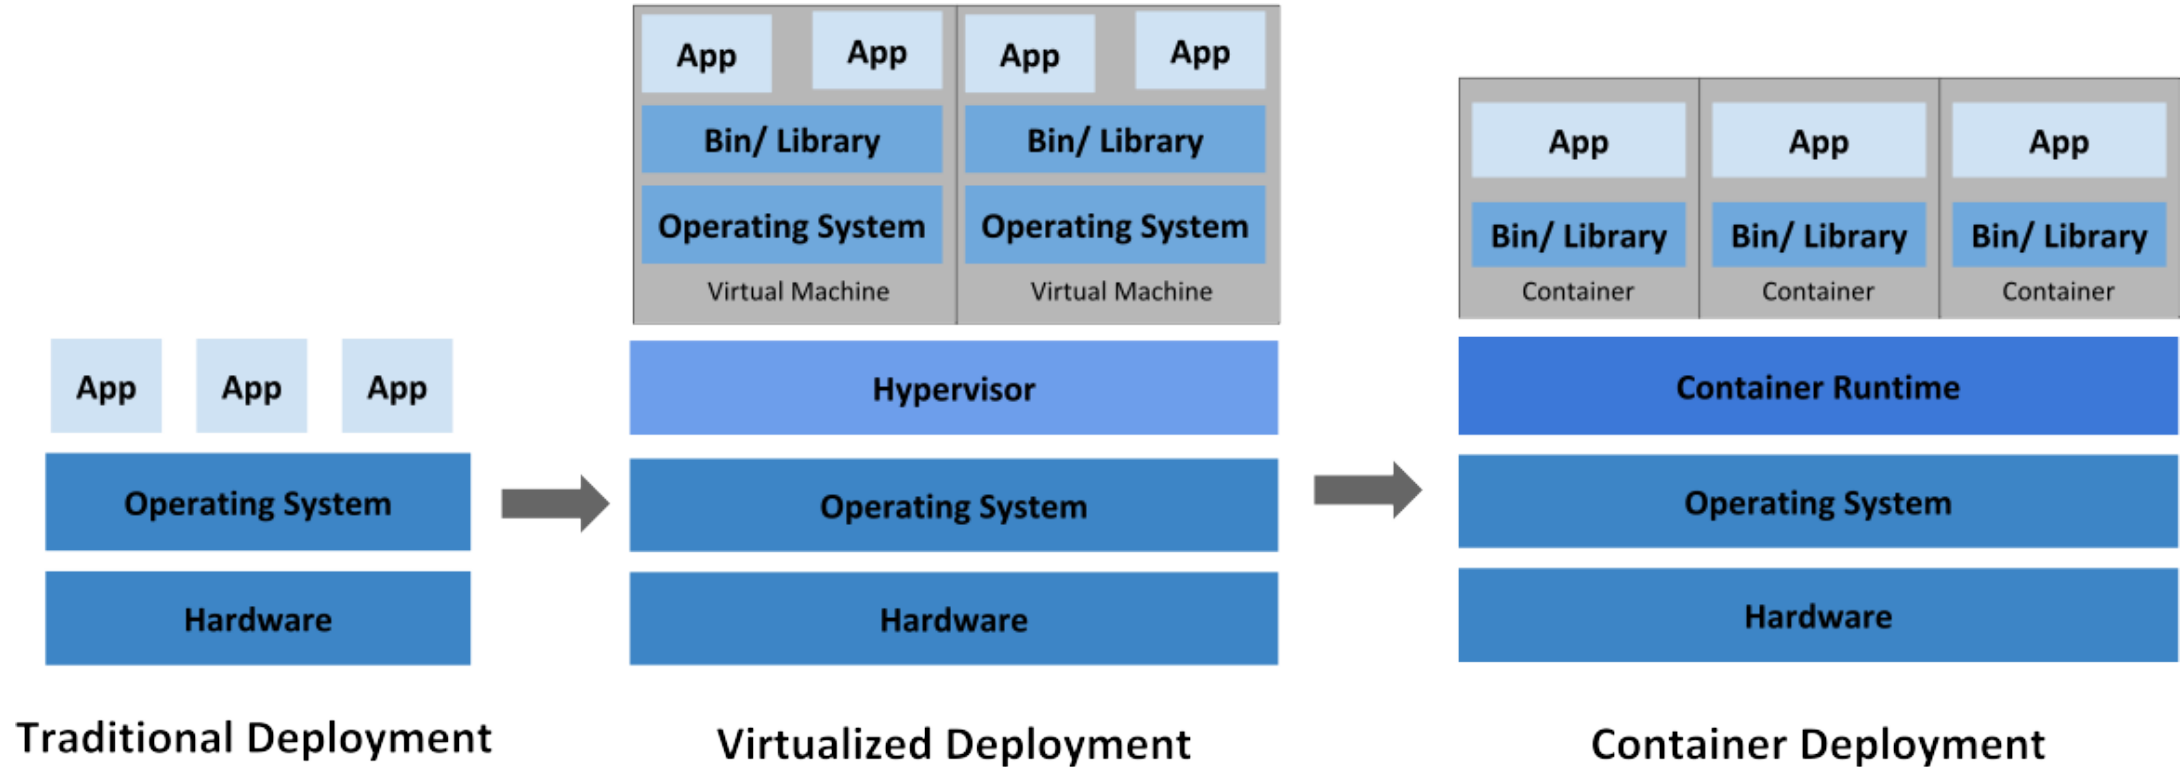 App
App
App
Operating System
Hardware
Traditional Deployment
App
App
App
App
Bin/ Library
Bin/ Library
Operating System
Operating System
Virtual Machine
Virtual Machine
Hypervisor
Operating System
Hardware
Virtualized Deployment
App
App
App
Bin/ Library
Bin/ Library
Bin/ Library
Container
Container
Container
Container Runtime
Operating System
Hardware
Container Deployment